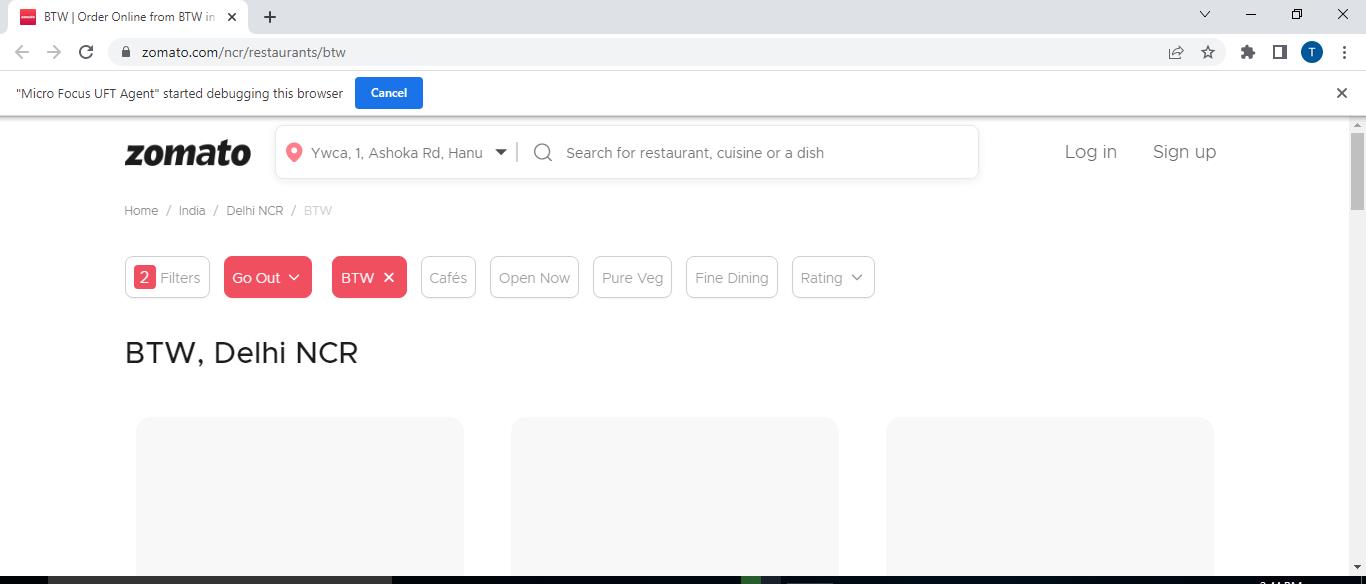 BTW | Order Online from BTW in
zomato.com/ncr/restaurants/btw
T
"Micro Focus UFT Agent" started debugging this browser Cancel
zomato Ywca, 1, Ashoka Rd, Hanu Search for restaurant, cuisine or a dish Log in Sign up
Home / India / Delhi NCR / BTW
2 Filters Go Out BTW Cafés Open Now Pure Veg Fine Dining Rating
BTW, Delhi NCR